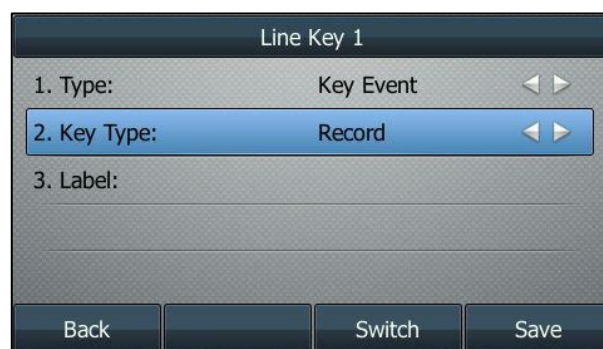 Line Key 1
1. Type: Key Event
2. Key Type: Record
3. Label:
Back Switch Save